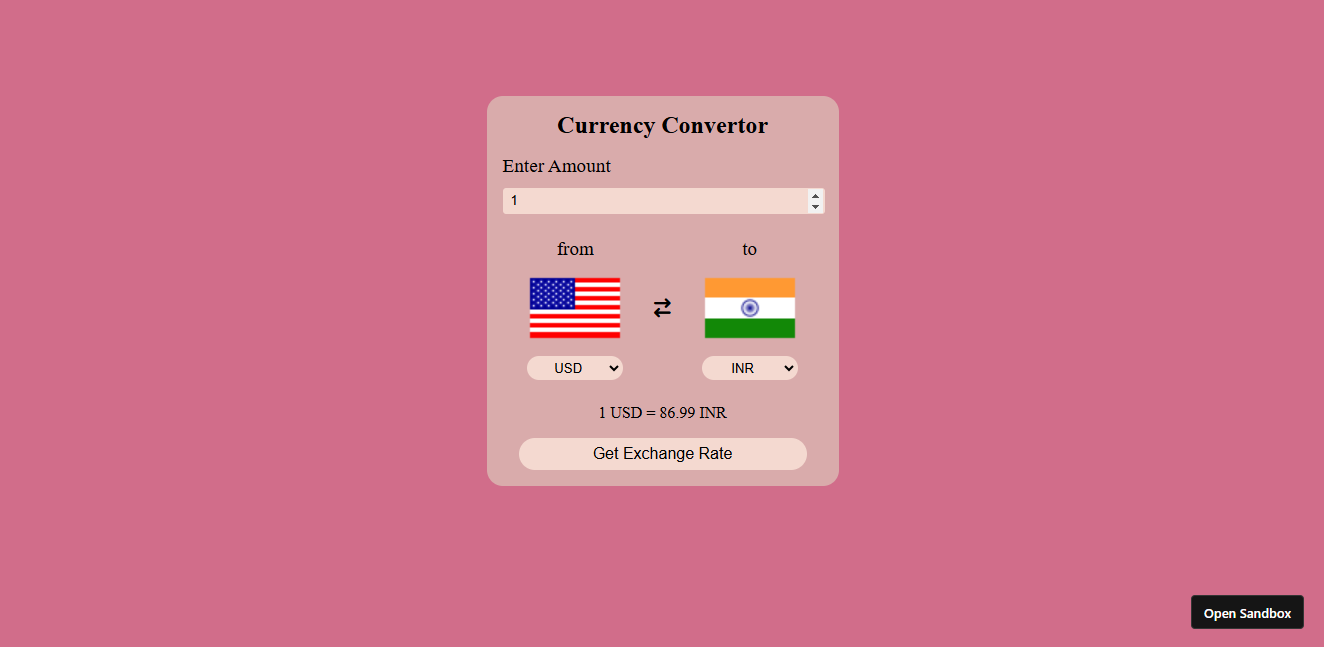 Currency Convertor
Enter Amount
1
from to
USD INR
1 USD = 86.99 INR
Get Exchange Rate
Open Sandbox